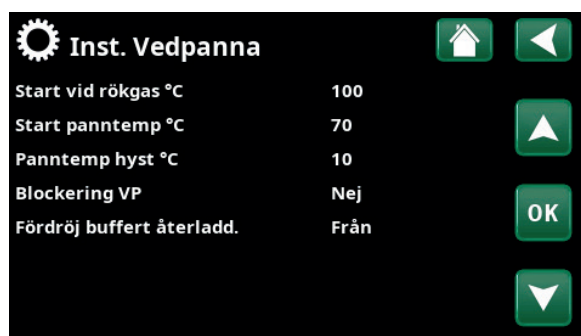 Inst. Vedpanna
Start vid rökgas °C 100
Start panntemp °C 70
Panntemp hyst °C 10
Blockering VP Nej
OK
Fördröj buffert återladd. Från